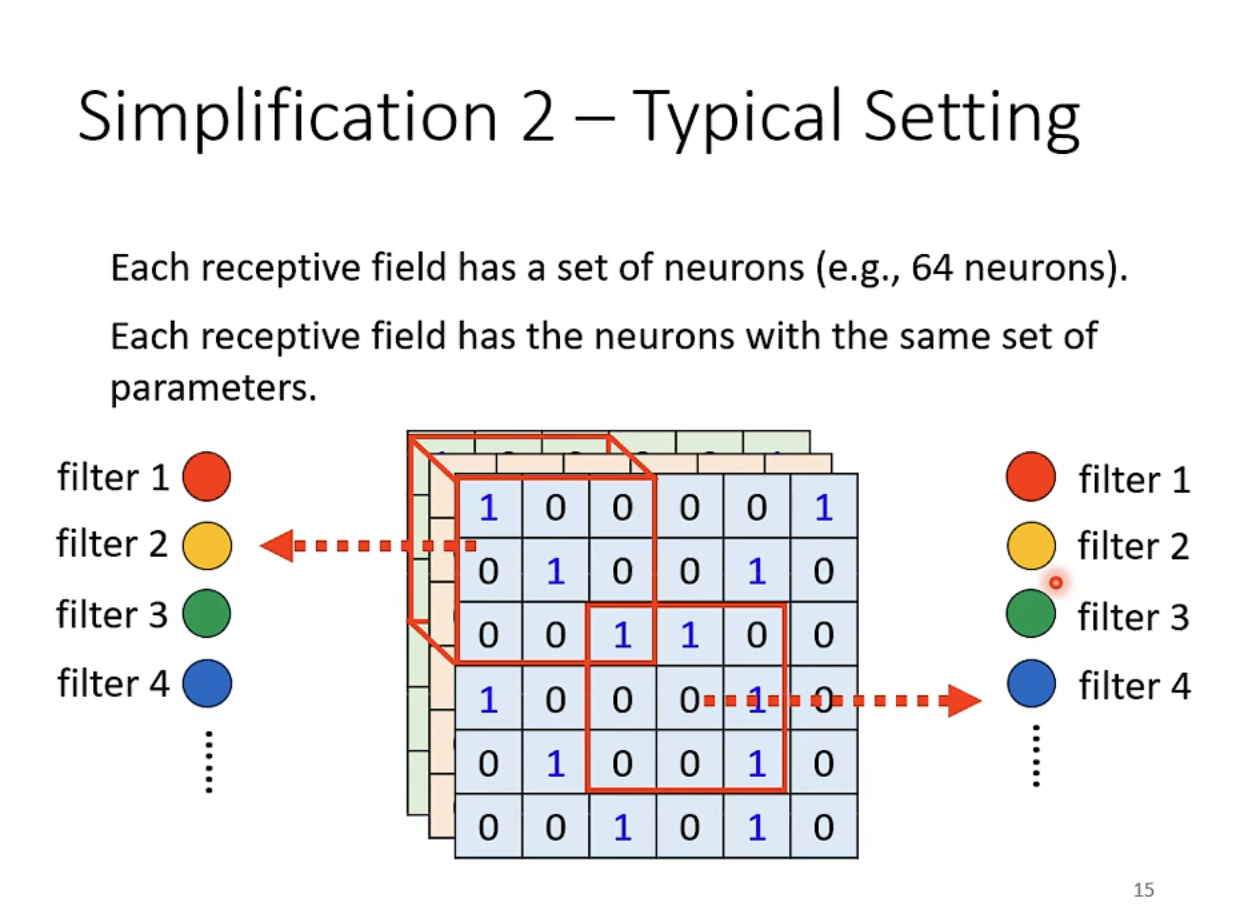 Simplification 2 – Typical Setting
Each receptive field has a set of neurons (e.g., 64 neurons).
Each receptive field has the neurons with the same set of
parameters.
filter 1
filter 2
filter 3
filter 4
1 0 0 0 0 1
0 1 0 0 1 0
0 0 1 1 0 0
1 0 0 0 1 0
0 1 0 0 1 0
0 0 1 0 1 0
filter 1
filter 2
filter 3
filter 4
15